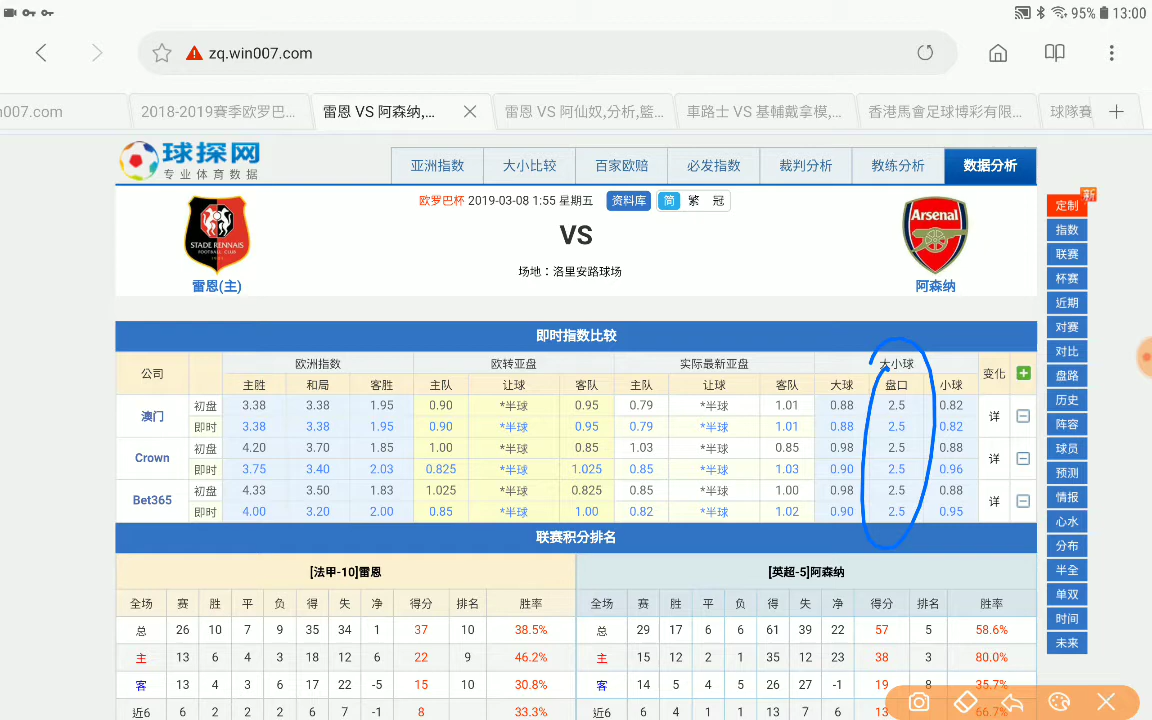 95% 13:00
zq.win007.com
n007.com 2018-2019賽季欧罗巴... 雷恩 VS 阿森纳,... 雷恩 VS 阿仙奴,分析,籃... 車路士 VS 基輔戴拿模,... 香港馬會足球博彩有限... 球隊賽
球探网
专业体育数据
亚洲指数 大小比较 百家欧赔 必发指数 裁判分析 教练分析 数据分析
欧罗巴杯 2019-03-08 1:55 星期五 资料库 简 繁 冠
STADE RENNAIS
FOOTBALL CLUB
VS
Arsenal
场地：洛里安路球场
雷恩(主) 阿森纳
新
定制
指数
联赛
杯赛
近期
对赛
对比
盘路
历史
阵容
球员
预测
情报
心水
分布
半全
单双
时间
未来
即时指数比较
公司 欧洲指数 欧转亚盘 实际最新亚盘 大小球 变化
主胜 和局 客胜 主队 让球 客队 主队 让球 客队 大球 盘口 小球
澳门 初盘 3.38 3.38 1.95 0.90 *半球 0.95 0.79 *半球 1.01 0.88 2.5 0.82 详
即时 3.38 3.38 1.95 0.90 *半球 0.95 0.79 *半球 1.01 0.88 2.5 0.82
Crown 初盘 4.20 3.70 1.85 1.00 *半球 0.85 1.03 *半球 0.85 0.98 2.5 0.88 详
即时 3.75 3.40 2.03 0.825 *半球 1.025 0.85 *半球 1.03 0.90 2.5 0.96
Bet365 初盘 4.33 3.50 1.83 1.025 *半球 0.825 0.85 *半球 1.00 0.98 2.5 0.88 详
即时 4.00 3.20 2.00 0.85 *半球 1.00 0.82 *半球 1.02 0.90 2.5 0.95
联赛积分排名
[法甲-10]雷恩 [英超-5]阿森纳
全场 赛 胜 平 负 得 失 净 得分 排名 胜率 全场 赛 胜 平 负 得 失 净 得分 排名 胜率
总 26 10 7 9 35 34 1 37 10 38.5% 总 29 17 6 6 61 39 22 57 5 58.6%
主 13 6 4 3 18 12 6 22 9 46.2% 主 15 12 2 1 35 12 23 38 3 80.0%
客 13 4 3 6 17 22 -5 15 10 30.8% 客 14 5 4 5 26 27 -1 19 8 35.7%
近6 6 2 2 2 6 7 -1 8 33.3% 近6 6 4 1 1 13 7 6 13 66.7%